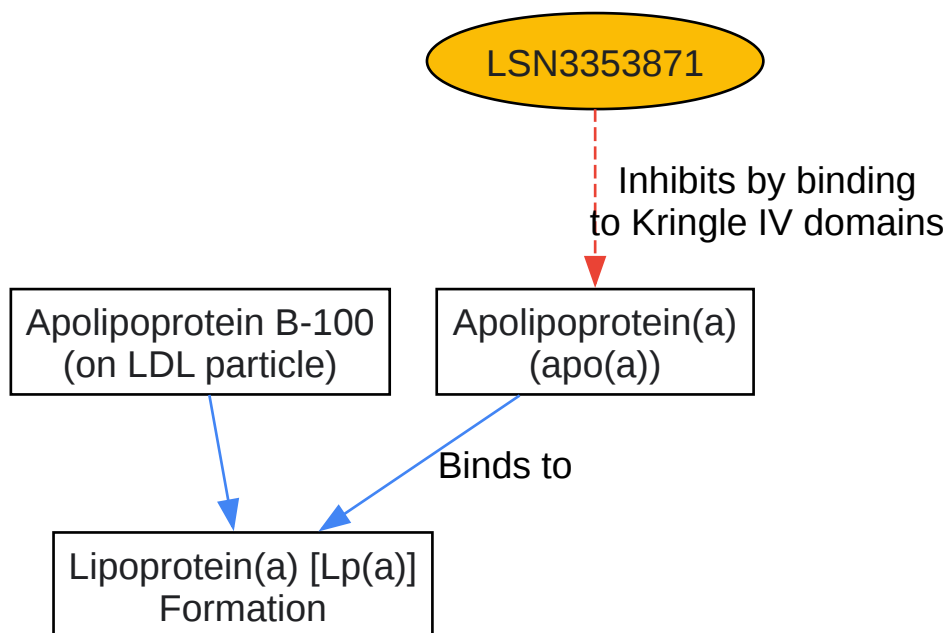 LSN3353871
Inhibits by binding
to Kringle IV domains
Apolipoprotein B-100
(on LDL particle)
Apolipoprotein(a)
(apo(a))
Binds to
Lipoprotein(a) [Lp(a)]
Formation